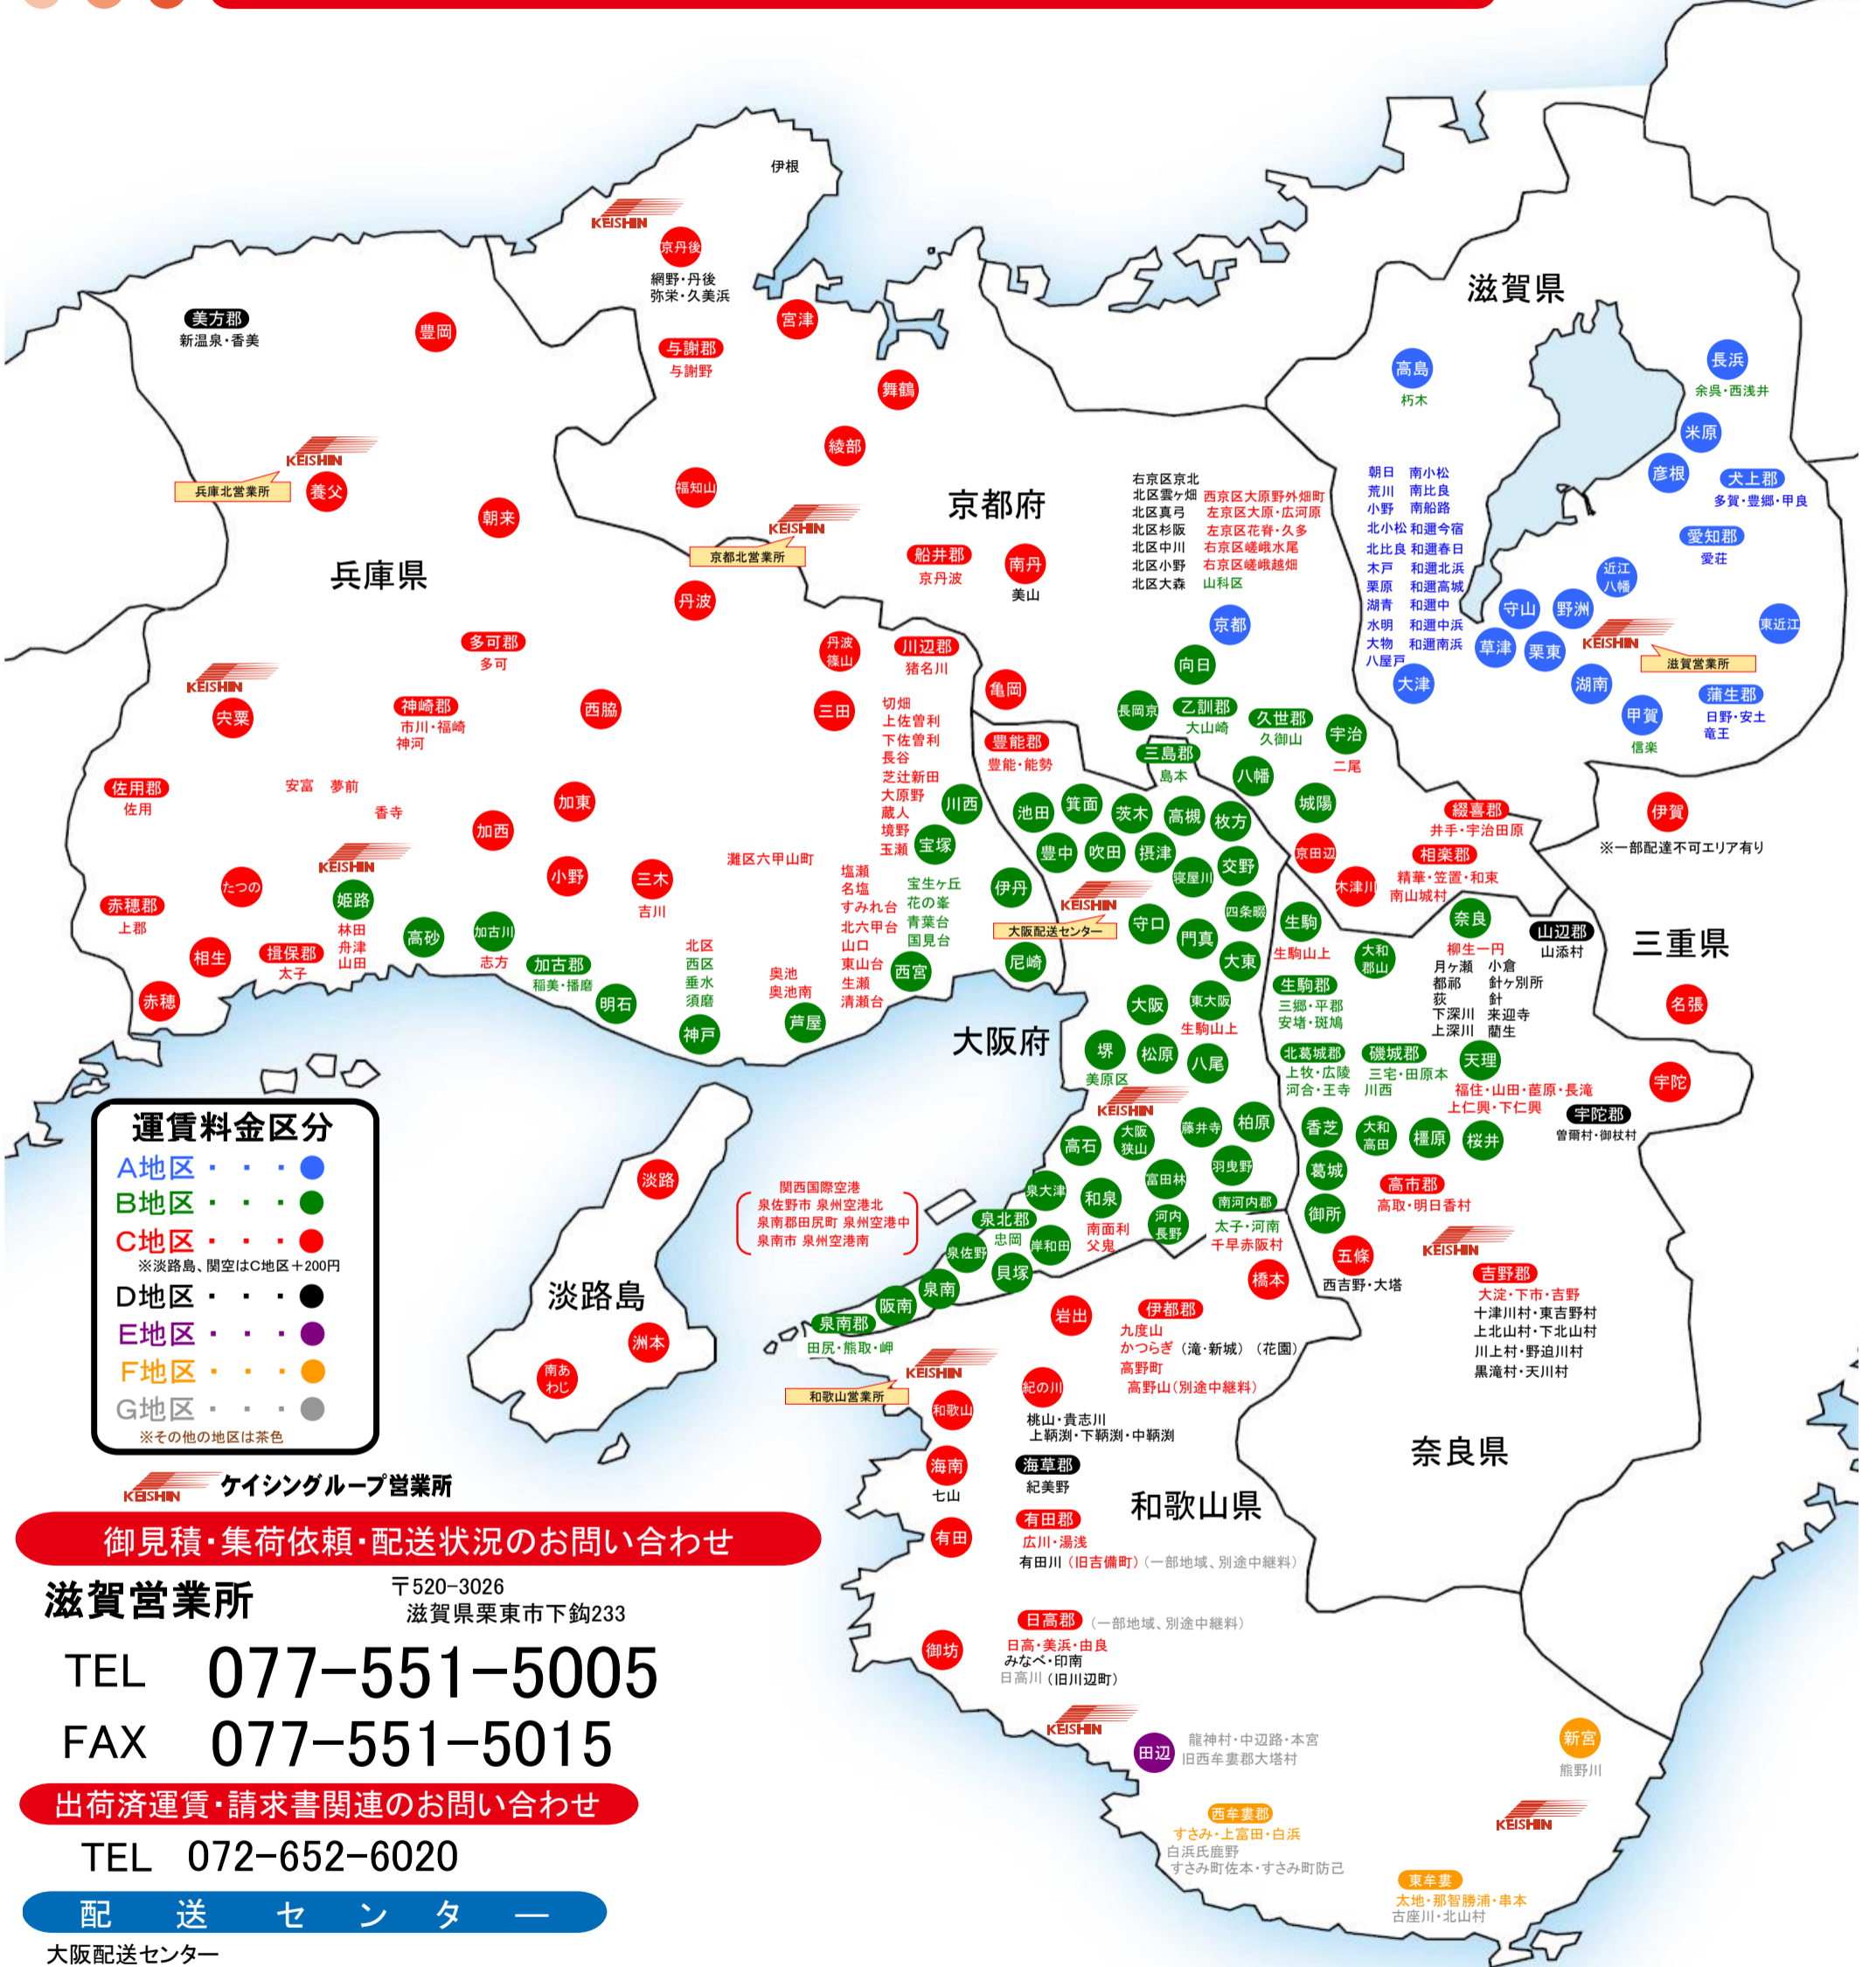 伊根
KEISHIN
京丹後
網野・丹後
弥栄・久美浜
宮津
与謝郡
与謝野
舞鶴
綾部
福知山
KEISHIN
京都北営業所
京都府
船井郡
京丹波
南丹
美山
美方郡
新温泉・香美
豊岡
KEISHIN
兵庫北営業所
養父
朝来
兵庫県
丹波
多可郡
多可
丹波
篠山
川辺郡
猪名川
KEISHIN
宍粟
神崎郡
市川・福崎
神河
西脇
三田
亀岡
切畑
上佐曽利
下佐曽利
長谷
芝辻新田
大原野
蔵人
境野
玉瀬
川西
宝塚
佐用郡
佐用
安富 夢前
香寺
加東
加西
KEISHIN
小野
三木
吉川
灘区六甲山町
たつの
姫路
林田
舟津
山田
赤穂郡
上郡
相生
揖保郡
太子
赤穂
高砂
加古川
志方
加古郡
稲美・播磨
明石
北区
西区
垂水
須磨
神戸
奥池
奥池南
芦屋
塩瀬
名塩
すみれ台
北六甲台
山口
東山台
生瀬
清瀬台
宝生ヶ丘
花の峯
青葉台
国見台
西宮
伊丹
尼崎
滋賀県
高島
朽木
長浜
余呉・西浅井
米原
彦根
犬上郡
多賀・豊郷・甲良
愛知郡
愛荘
近江
八幡
守山
野洲
東近江
草津
栗東
KEISHIN
滋賀営業所
湖南
大津
甲賀
信楽
蒲生郡
日野・安土
竜王
朝日 南小松
荒川 南比良
小野 南船路
北小松 和邇今宿
北比良 和邇春日
木戸 和邇北浜
栗原 和邇高城
湖青 和邇中
水明 和邇中浜
大物 和邇南浜
八屋戸
右京区京北
北区雲ヶ畑 西京区大原野外畑町
北区真弓 左京区大原・広河原
北区杉阪 左京区花脊・久多
北区中川 右京区嵯峨水尾
北区小野 右京区嵯峨越畑
北区大森 山科区
京都
向日
長岡京
乙訓郡
大山崎
久世郡
久御山
宇治
二尾
豊能郡
豊能・能勢
三島郡
島本
八幡
城陽
綴喜郡
井手・宇治田原
京田辺
相楽郡
精華・笠置・和束
南山城村
木津川
伊賀
※一部配達不可エリア有り
三重県
名張
池田
箕面
茨木
高槻
枚方
豊中
吹田
摂津
寝屋川
交野
KEISHIN
大阪配送センター
守口
門真
四条畷
大東
大阪
東大阪
生駒山上
大阪府
堺
美原区
松原
八尾
KEISHIN
高石
大阪
狭山
藤井寺
柏原
羽曳野
富田林
泉大津
和泉
南面利
父鬼
河内
長野
南河内郡
太子・河南
千早赤阪村
泉北郡
忠岡
岸和田
泉佐野
貝塚
泉南
阪南
泉南郡
田尻・熊取・岬
関西国際空港
泉佐野市 泉州空港北
泉南郡田尻町 泉州空港中
泉南市 泉州空港南
生駒
生駒山上
大和
郡山
奈良
柳生一円
月ヶ瀬 小倉
都祁 針ヶ別所
荻 針
下深川 来迎寺
上深川 藺生
山辺郡
山添村
生駒郡
三郷・平郡
安堵・斑鳩
北葛城郡
上牧・広陵
河合・王寺
磯城郡
三宅・田原本
川西
天理
福住・山田・苣原・長滝
上仁興・下仁興
宇陀
宇陀郡
曽爾村・御杖村
香芝
大和
高田
橿原
桜井
葛城
高市郡
高取・明日香村
御所
五條
西吉野・大塔
KEISHIN
吉野郡
大淀・下市・吉野
十津川村・東吉野村
上北山村・下北山村
川上村・野迫川村
黒滝村・天川村
奈良県
淡路
淡路島
洲本
南あ
わじ
橋本
岩出
伊都郡
九度山
かつらぎ（滝・新城）（花園）
高野町
高野山（別途中継料）
KEISHIN
和歌山営業所
和歌山
紀の川
桃山・貴志川
上鞆渕・下鞆渕・中鞆渕
海南
七山
海草郡
紀美野
和歌山県
有田
有田郡
広川・湯浅
有田川（旧吉備町）（一部地域、別途中継料）
御坊
日高郡（一部地域、別途中継料）
日高・美浜・由良
みなべ・印南
日高川（旧川辺町）
KEISHIN
田辺
龍神村・中辺路・本宮
旧西牟婁郡大塔村
新宮
熊野川
KEISHIN
西牟婁郡
すさみ・上富田・白浜
白浜氏鹿野
すさみ町佐本・すさみ町防己
東牟婁
太地・那智勝浦・串本
古座川・北山村
運賃料金区分
A地区・・・●
B地区・・・●
C地区・・・●
※淡路島、関空はC地区＋200円
D地区・・・●
E地区・・・●
F地区・・・●
G地区・・・●
※その他の地区は茶色
KEISHIN ケイシングループ営業所
御見積・集荷依頼・配送状況のお問い合わせ
滋賀営業所
〒520-3026
滋賀県栗東市下鈎233
TEL 077-551-5005
FAX 077-551-5015
出荷済運賃・請求書関連のお問い合わせ
TEL 072-652-6020
配送センター
大阪配送センター